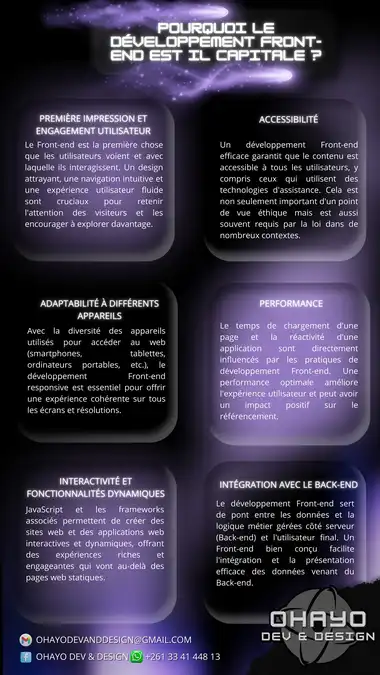 POURQUOI LE
DÉVELOPPEMENT FRONT-
END EST IL CAPITALE ?
PREMIÈRE IMPRESSION ET
ENGAGEMENT UTILISATEUR
Le Front-end est la première chose
que les utilisateurs voient et avec
laquelle ils interagissent. Un design
attrayant, une navigation intuitive et
une expérience utilisateur fluide
sont cruciaux pour retenir
l'attention des visiteurs et les
encourager à explorer davantage.
ACCESSIBILITÉ
Un développement Front-end
efficace garantit que le contenu est
accessible à tous les utilisateurs, y
compris ceux qui utilisent des
technologies d'assistance. Cela est
non seulement important d'un point
de vue éthique mais est aussi
souvent requis par la loi dans de
nombreux contextes.
ADAPTABILITÉ À DIFFÉRENTS
APPAREILS
Avec la diversité des appareils
utilisés pour accéder au web
(smartphones, tablettes,
ordinateurs portables, etc.), le
développement Front-end
responsive est essentiel pour offrir
une expérience cohérente sur tous
les écrans et résolutions.
PERFORMANCE
Le temps de chargement d'une
page et la réactivité d'une
application sont directement
influencés par les pratiques de
développement Front-end. Une
performance optimale améliore
l'expérience utilisateur et peut avoir
un impact positif sur le
référencement.
INTERACTIVITÉ ET
FONCTIONNALITÉS DYNAMIQUES
JavaScript et les frameworks
associés permettent de créer des
sites web et des applications web
interactives et dynamiques, offrant
des expériences riches et
engageantes qui vont au-delà des
pages web statiques.
INTÉGRATION AVEC LE BACK-END
Le développement Front-end sert
de pont entre les données et la
logique métier gérées côté serveur
(Back-end) et l'utilisateur final. Un
Front-end bien conçu facilite
l'intégration et la présentation
efficace des données venant du
Back-end.
OHAYO
DEV & DESIGN
OHAYODEVANDDESIGN@GMAIL.COM
OHAYO DEV & DESIGN +261 33 41 448 13